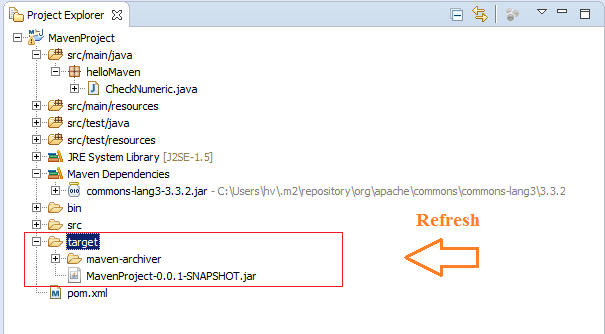 Project Explorer
MavenProject
src/main/java
helloMaven
CheckNumeric.java
src/main/resources
src/test/java
src/test/resources
JRE System Library [J2SE-1.5]
Maven Dependencies
commons-lang3-3.3.2.jar - C:\Users\hv\.m2\repository\org\apache\commons\commons-lang3\3.3.2
bin
src
Refresh
target
maven-archiver
MavenProject-0.0.1-SNAPSHOT.jar
pom.xml